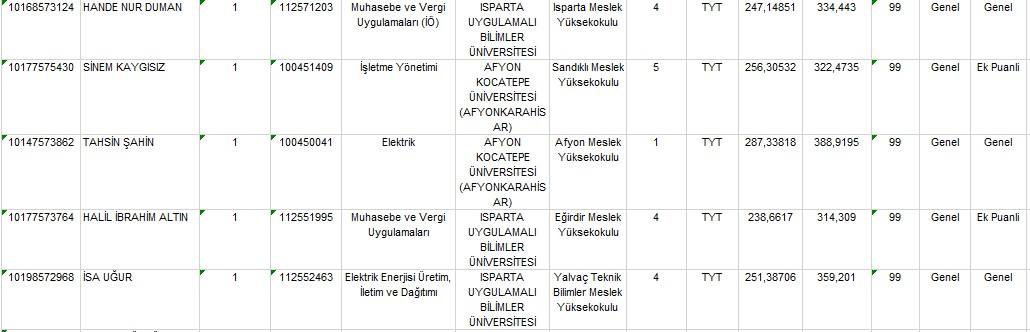 10168573124 HANDE NUR DUMAN 1 112571203 Muhasebe ve Vergi Uygulamaları (İÖ) ISPARTA UYGULAMALI BİLİMLER ÜNİVERSİTESİ Isparta Meslek Yüksekokulu 4 TYT 247,14851 334,443 99 Genel Genel
10177575430 SİNEM KAYGISIZ 1 100451409 İşletme Yönetimi AFYON KOCATEPE ÜNİVERSİTESİ (AFYONKARAHİSAR) Sandıklı Meslek Yüksekokulu 5 TYT 256,30532 322,4735 99 Genel Ek Puanli
10147573862 TAHSİN ŞAHİN 1 100450041 Elektrik AFYON KOCATEPE ÜNİVERSİTESİ (AFYONKARAHİSAR) Afyon Meslek Yüksekokulu 1 TYT 287,33818 388,9195 99 Genel Genel
10177573764 HALİL İBRAHİM ALTIN 1 112551995 Muhasebe ve Vergi Uygulamaları ISPARTA UYGULAMALI BİLİMLER ÜNİVERSİTESİ Eğirdir Meslek Yüksekokulu 4 TYT 238,6617 314,309 99 Genel Ek Puanli
10198572968 İSA UĞUR 1 112552463 Elektrik Enerjisi Üretim, İletim ve Dağıtımı ISPARTA UYGULAMALI BİLİMLER ÜNİVERSİTESİ Yalvaç Teknik Bilimler Meslek Yüksekokulu 4 TYT 251,38706 359,201 99 Genel Genel